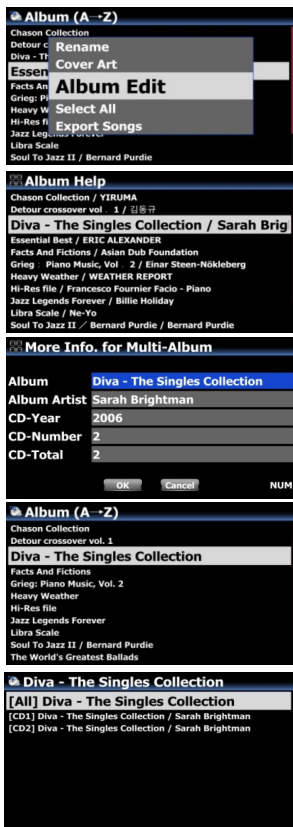 Album (A→Z)
Chason Collection
Detour c
Diva - Th
Essen
Facts An
Grieg: Pi
Heavy W
Hi-Res fi
Jazz Legends Forever
Libra Scale
Soul To Jazz II / Bernard Purdie
Rename
Cover Art
Album Edit
Select All
Export Songs
Album Help
Chason Collection / YIRUMA
Detour crossover vol . 1 / 김동규
Diva - The Singles Collection / Sarah Brig
Essential Best / ERIC ALEXANDER
Facts And Fictions / Asian Dub Foundation
Grieg : Piano Music, Vol . 2 / Einar Steen-Nökleberg
Heavy Weather / WEATHER REPORT
Hi-Res file / Francesco Fournier Facio - Piano
Jazz Legends Forever / Billie Holiday
Libra Scale / Ne-Yo
Soul To Jazz II / Bernard Purdie / Bernard Purdie
More Info. for Multi-Album
Album Diva - The Singles Collection
Album Artist Sarah Brightman
CD-Year 2006
CD-Number 2
CD-Total 2
OK Cancel NUM
Album (A→Z)
Chason Collection
Detour crossover vol. 1
Diva - The Singles Collection
Facts And Fictions
Grieg: Piano Music, Vol. 2
Heavy Weather
Hi-Res file
Jazz Legends Forever
Libra Scale
Soul To Jazz II / Bernard Purdie
The World's Greatest Ballads
Diva - The Singles Collection
[All] Diva - The Singles Collection
[CD1] Diva - The Singles Collection / Sarah Brightman
[CD2] Diva - The Singles Collection / Sarah Brightman